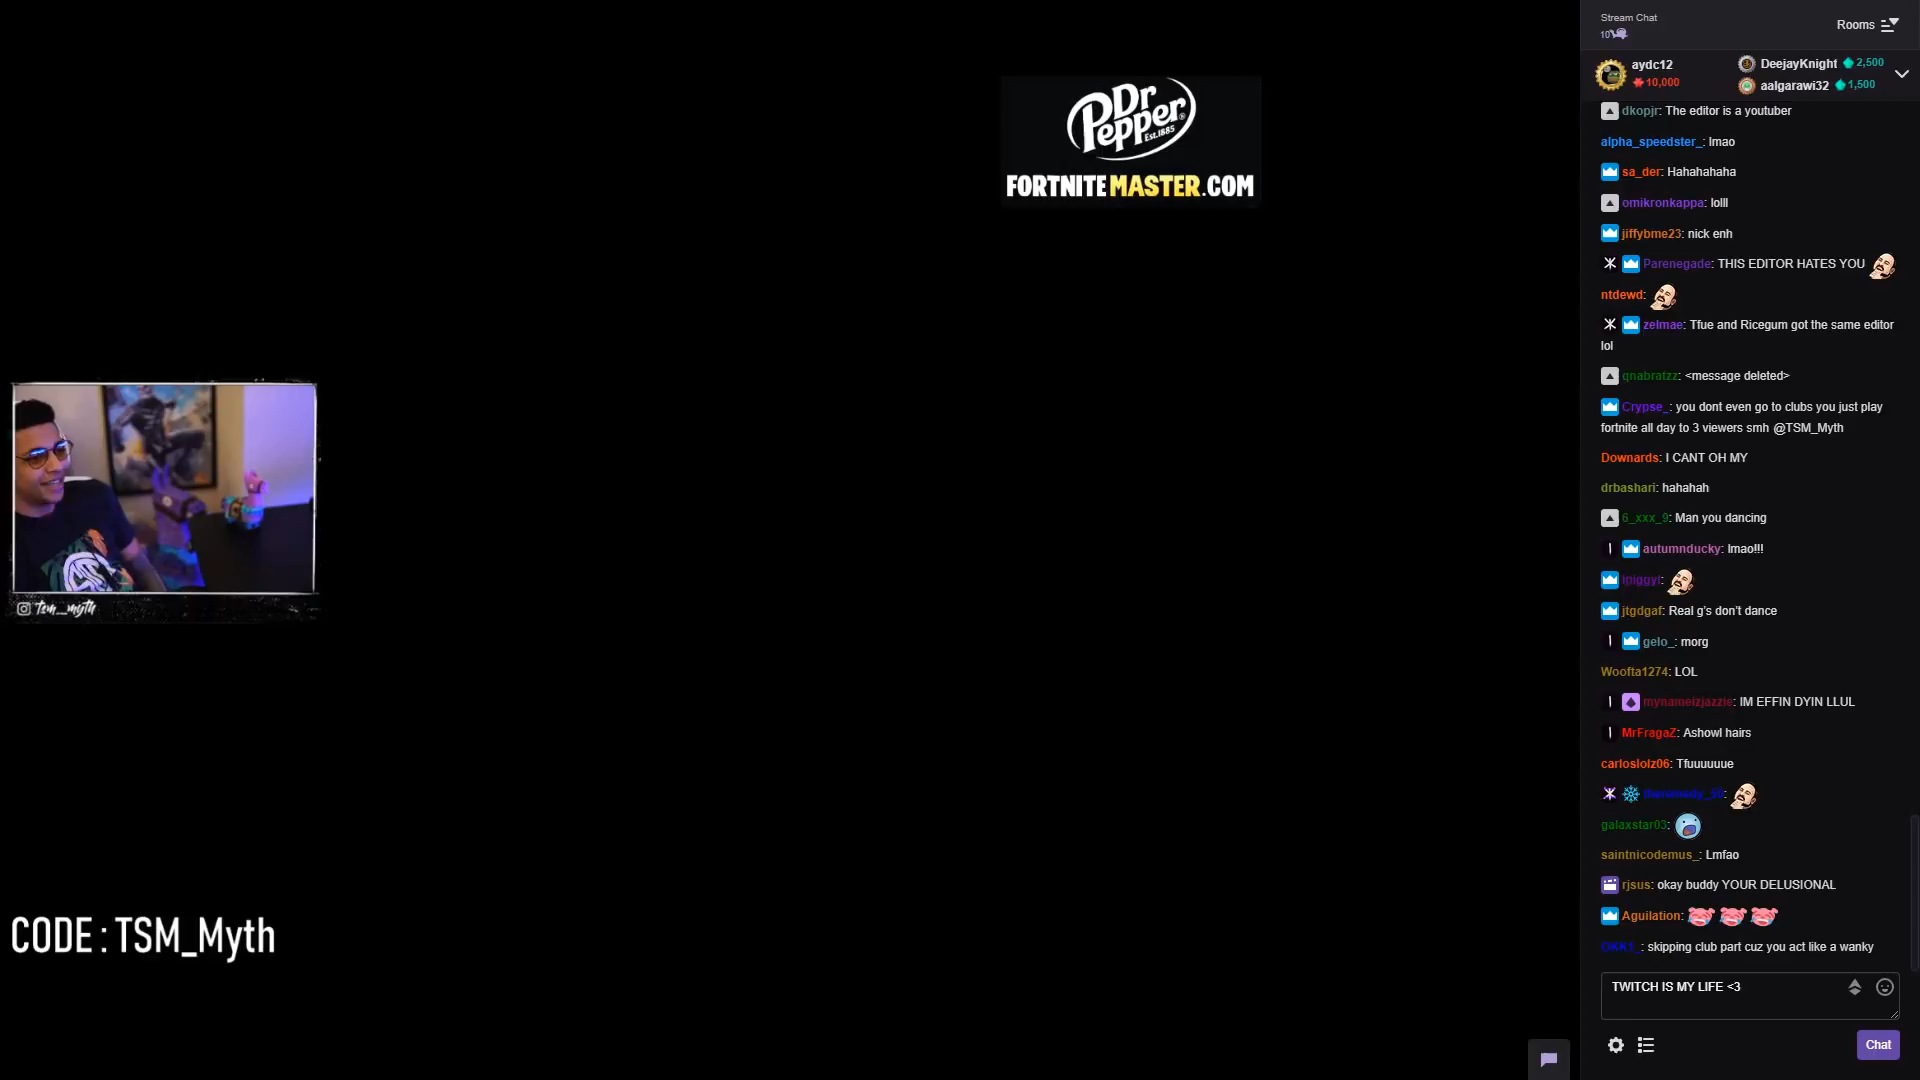 Dr
Pepper
Est.1885
FORTNITEMASTER.COM
tsm_myth
CODE : TSM_Myth
Stream Chat
Rooms
aydc12
10,000
DeejayKnight 2,500
aalgarawi32 1,500
dkopjr: The editor is a youtuber
alpha_speedster_: lmao
sa_der: Hahahahaha
omikronkappa: lolll
jiffybme23: nick enh
Parenegade: THIS EDITOR HATES YOU
ntdewd:
zelmae: Tfue and Ricegum got the same editor
lol
qnabratzz: <message deleted>
Crypse_: you dont even go to clubs you just play
fortnite all day to 3 viewers smh @TSM_Myth
Downards: I CANT OH MY
drbashari: hahahah
6_xxx_9: Man you dancing
autumnducky: lmao!!!
jtgdgaf: Real g's don't dance
gelo_: morg
Woofta1274: LOL
mynameizjazzie: IM EFFIN DYIN LLUL
MrFragaZ: Ashowl hairs
carloslolz06: Tfuuuuuue
galaxstar03:
saintnicodemus_: Lmfao
rjsus: okay buddy YOUR DELUSIONAL
Aguilation:
OKK1_: skipping club part cuz you act like a wanky
TWITCH IS MY LIFE <3
Chat